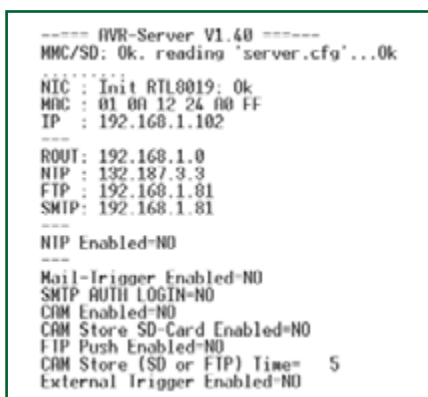 ----=== AVR-Server V1.40 ===----
MMC/SD: Ok. reading 'server.cfg'...Ok
.........
NIC : Init RTL8019: Ok
MAC : 01 0A 12 24 A0 FF
IP : 192.168.1.102
---
ROUT: 192.168.1.0
NTP : 132.187.3.3
FTP : 192.168.1.81
SMTP: 192.168.1.81
---
NTP Enabled=NO
---
Mail-Trigger Enabled=NO
SMTP AUTH LOGIN=NO
CAM Enabled=NO
CAM Store SD-Card Enabled=NO
FTP Push Enabled=NO
CAM Store (SD or FTP) Time= 5
External Trigger Enabled=NO